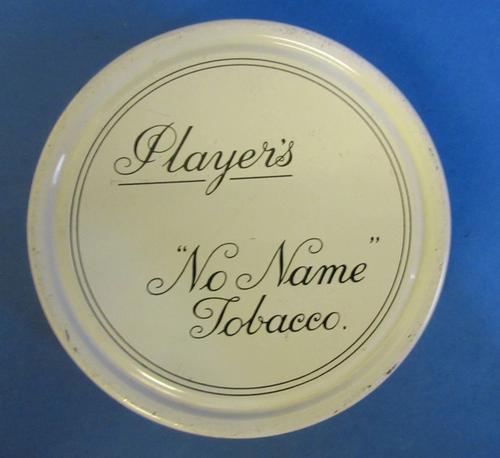 Player's
"No Name"
Tobacco.